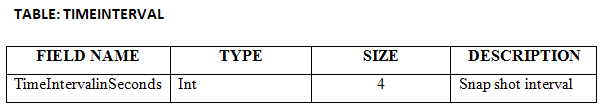 TABLE: TIMEINTERVAL
FIELD NAME TYPE SIZE DESCRIPTION
TimeIntervalinSeconds Int 4 Snap shot interval